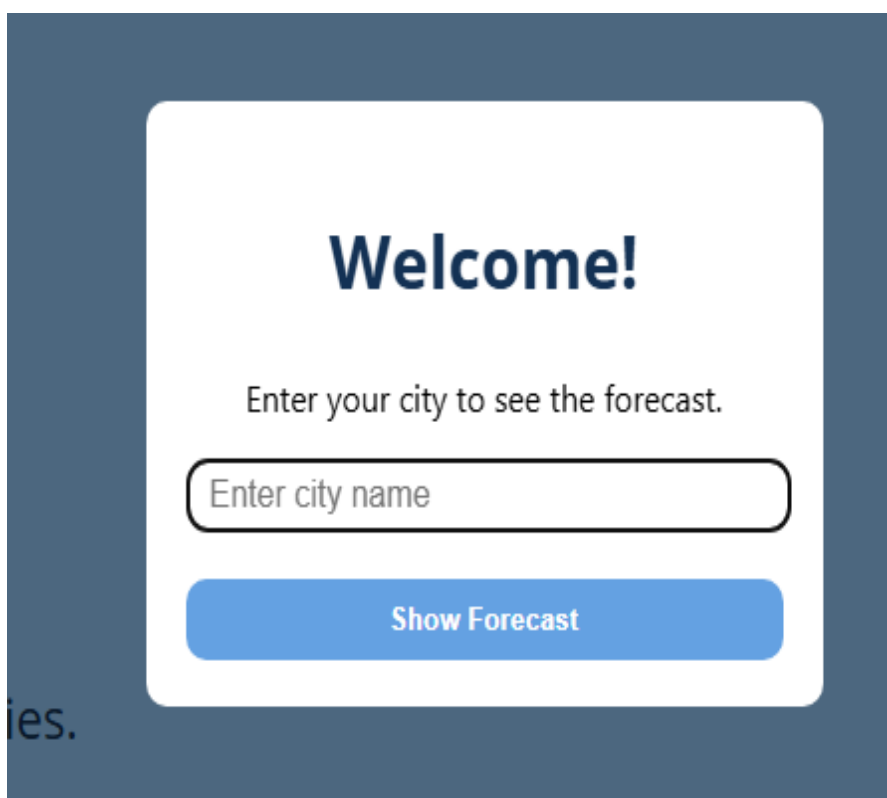 Welcome!
Enter your city to see the forecast.
Enter city name
Show Forecast
ies.